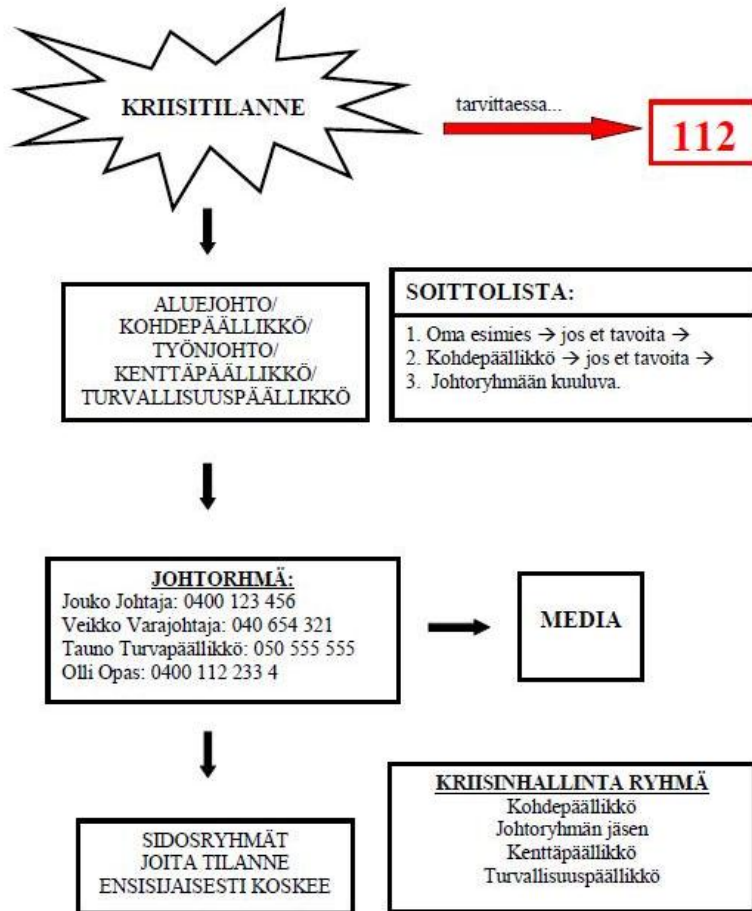 KRIISITILANNE
tarvittaessa...
112
ALUEJOHTO/
KOHDEPÄÄLLIKKÖ/
TYÖNJOHTO/
KENTTÄPÄÄLLIKKÖ/
TURVALLISUUSPÄÄLLIKKÖ
SOITTOLISTA:
1. Oma esimies → jos et tavoita →
2. Kohdepäällikkö → jos et tavoita →
3. Johtoryhmään kuuluva.
JOHTORHMÄ:
Jouko Johtaja: 0400 123 456
Veikko Varajohtaja: 040 654 321
Tauno Turvapäällikkö: 050 555 555
Olli Opas: 0400 112 233 4
MEDIA
SIDOSRYHMÄT
JOITA TILANNE
ENSISIJAISESTI KOSKEE
KRIISINHALLINTA RYHMÄ
Kohdepäällikkö
Johtoryhmän jäsen
Kenttäpäällikkö
Turvallisuuspäällikkö